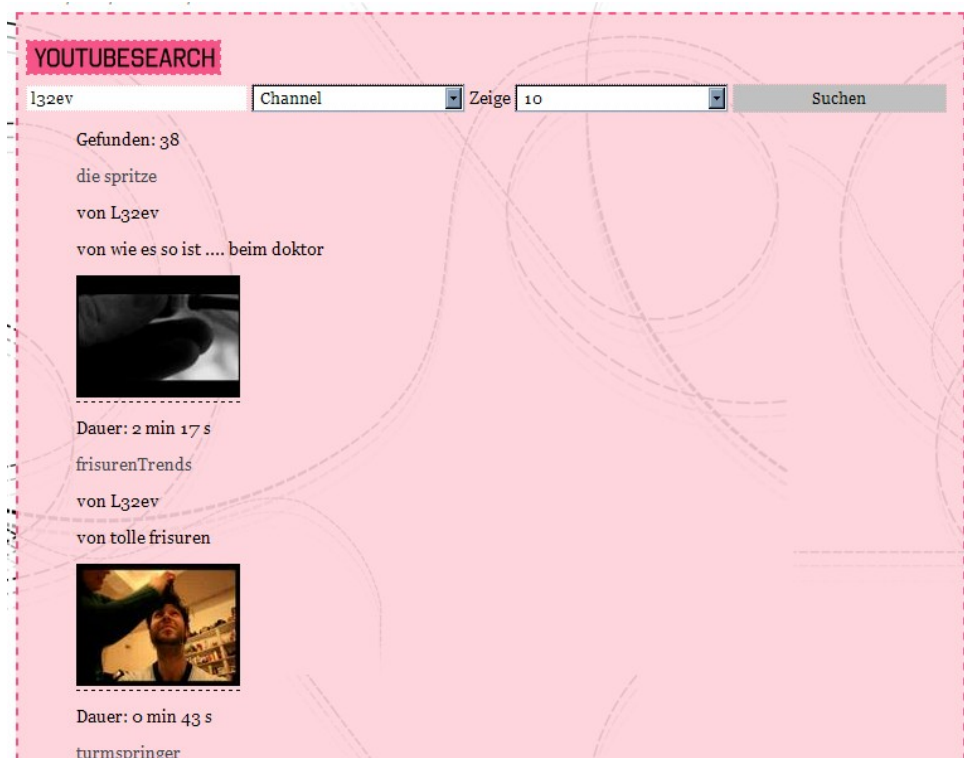 YOUTUBESEARCH
l32ev Channel Zeige 10 Suchen
Gefunden: 38
die spritze
von L32ev
von wie es so ist .... beim doktor
Dauer: 2 min 17 s
frisurenTrends
von L32ev
von tolle frisuren
Dauer: 0 min 43 s
turmspringer